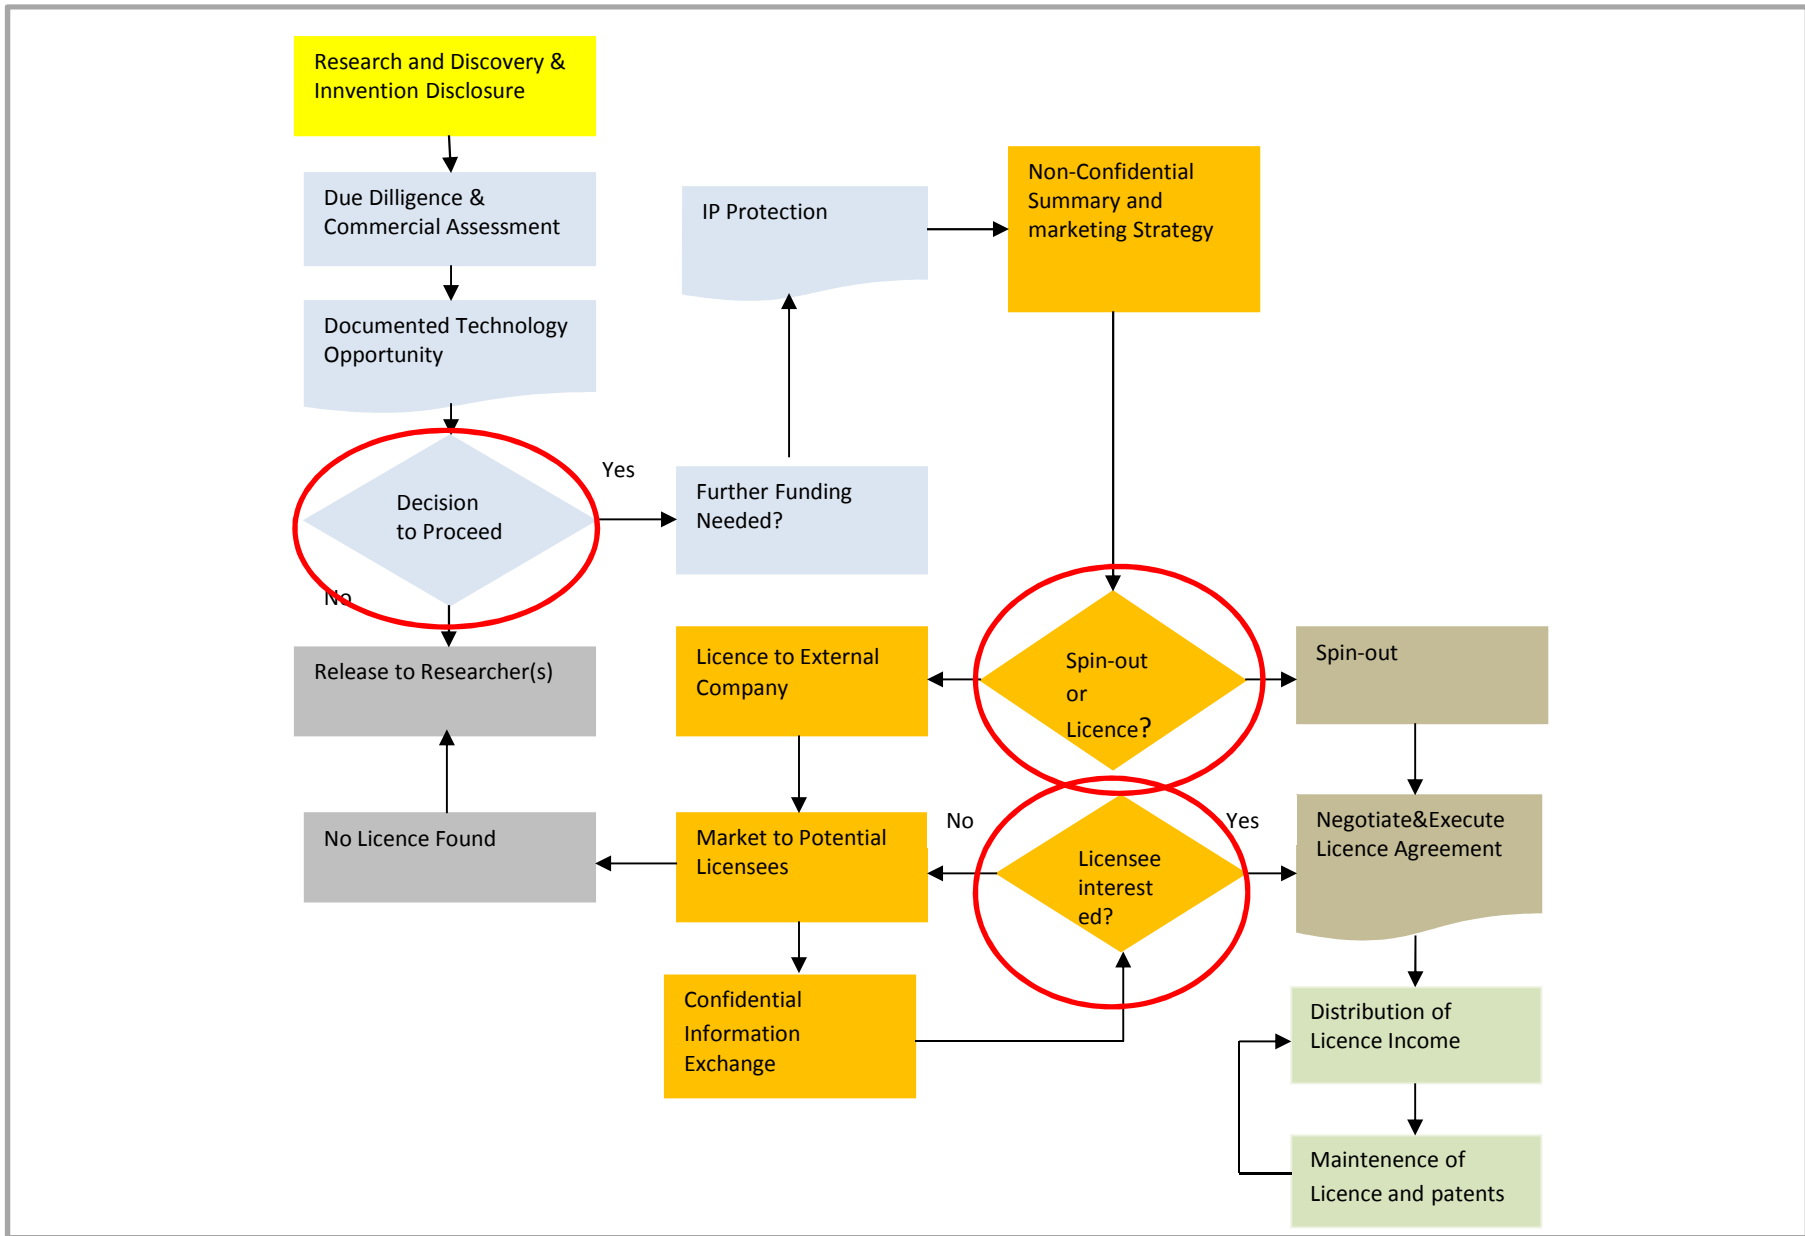 Research and Discovery &
Innvention Disclosure
Due Dilligence &
Commercial Assessment
Documented Technology
Opportunity
Decision
to Proceed
Yes
No
Further Funding
Needed?
IP Protection
Non-Confidential
Summary and
marketing Strategy
Release to Researcher(s)
No Licence Found
Licence to External
Company
Spin-out
or
Licence?
Spin-out
Market to Potential
Licensees
No
Licensee
interest
ed?
Yes
Negotiate&Execute
Licence Agreement
Confidential
Information
Exchange
Distribution of
Licence Income
Maintenence of
Licence and patents